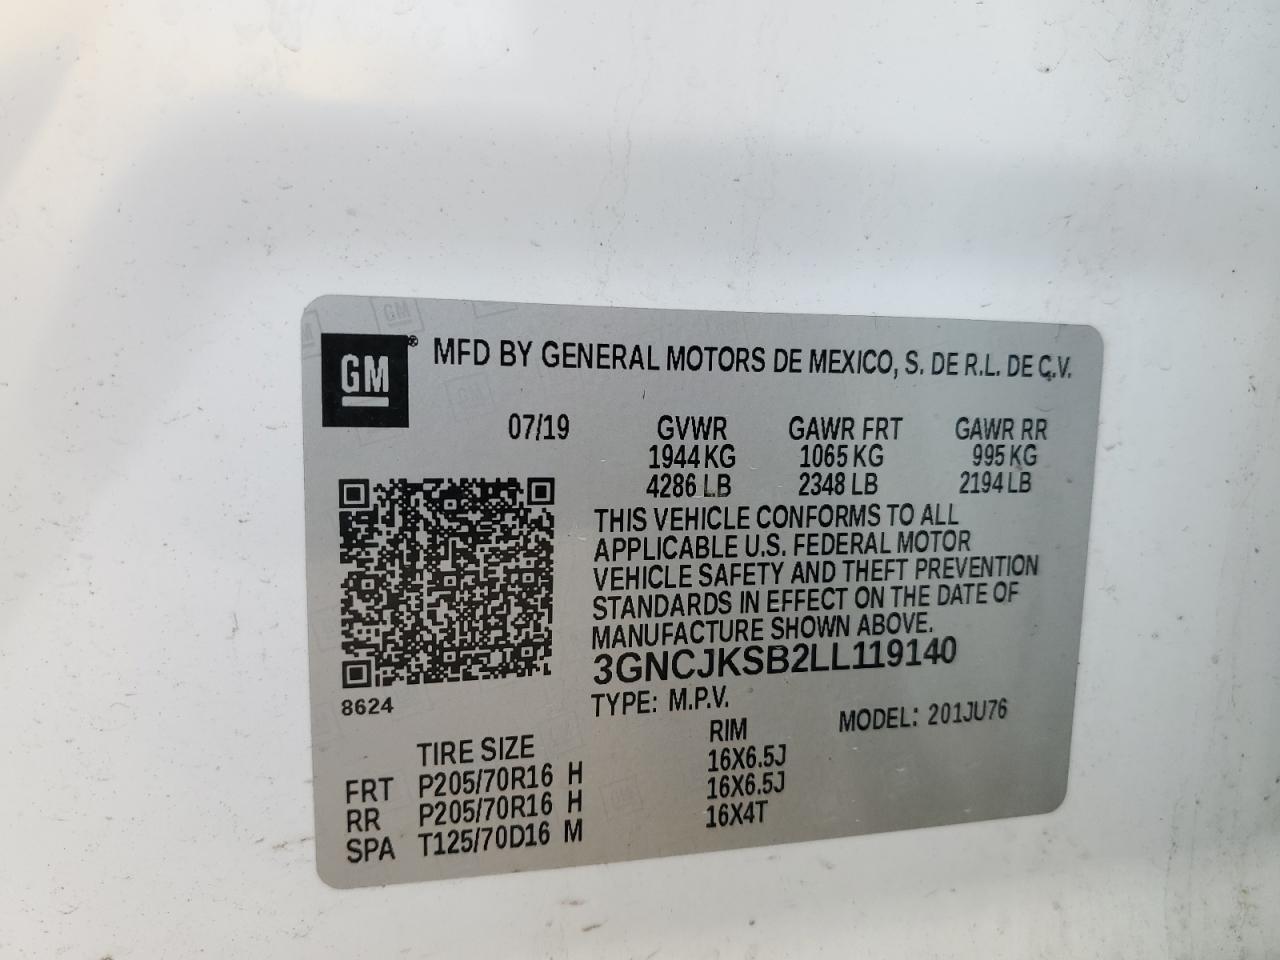 GM® MFD BY GENERAL MOTORS DE MEXICO, S. DE R.L. DE C.V.
07/19 GVWR GAWR FRT GAWR RR
1944 KG 1065 KG 995 KG
4286 LB 2348 LB 2194 LB
THIS VEHICLE CONFORMS TO ALL
APPLICABLE U.S. FEDERAL MOTOR
VEHICLE SAFETY AND THEFT PREVENTION
STANDARDS IN EFFECT ON THE DATE OF
MANUFACTURE SHOWN ABOVE.
3GNCJKSB2LL119140
8624
TYPE: M.P.V. MODEL: 201JU76
TIRE SIZE RIM
FRT P205/70R16 H 16X6.5J
RR P205/70R16 H 16X6.5J
SPA T125/70D16 M 16X4T